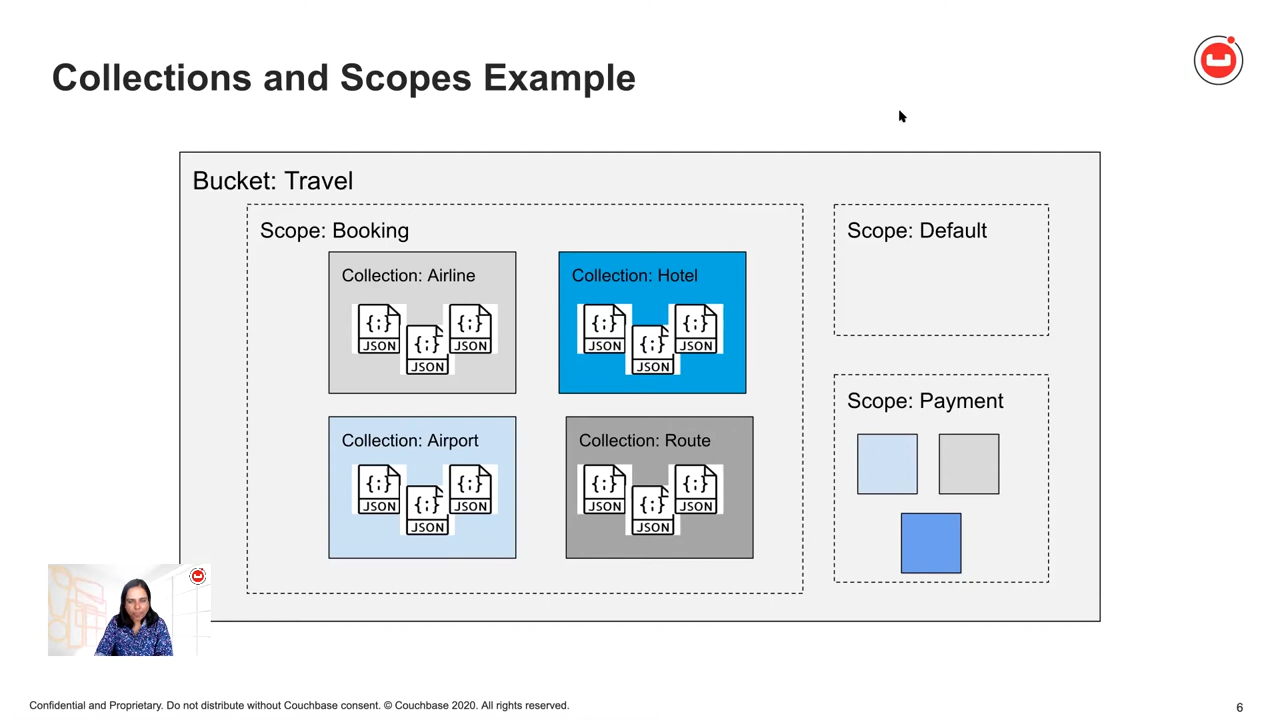 Collections and Scopes Example
Bucket: Travel
Scope: Booking
Collection: Airline
{;} {;} {;}
JSON JSON JSON
Collection: Hotel
{;} {;} {;}
JSON JSON JSON
Collection: Airport
{;} {;} {;}
JSON JSON JSON
Collection: Route
{;} {;} {;}
JSON JSON JSON
Scope: Default
Scope: Payment
Confidential and Proprietary. Do not distribute without Couchbase consent. © Couchbase 2020. All rights reserved.
6